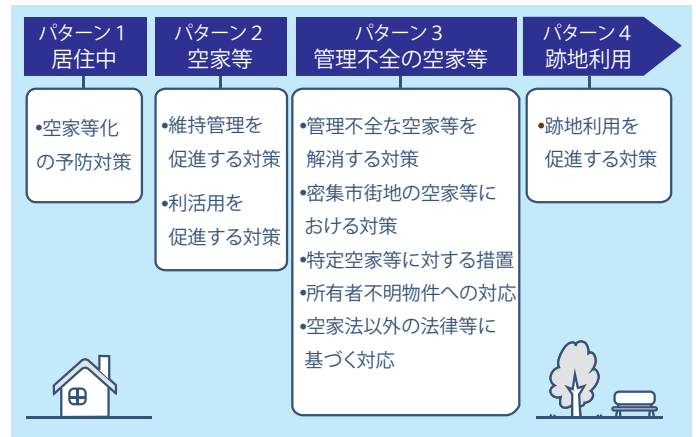 パターン1
居住中
パターン2
空家等
パターン3
管理不全の空家等
パターン4
跡地利用
•空家等化
の予防対策
•維持管理を
促進する対策
•利活用を
促進する対策
•管理不全な空家等を
解消する対策
•密集市街地の空家等に
おける対策
•特定空家等に対する措置
•所有者不明物件への対応
•空家法以外の法律等に
基づく対応
•跡地利用を
促進する対策